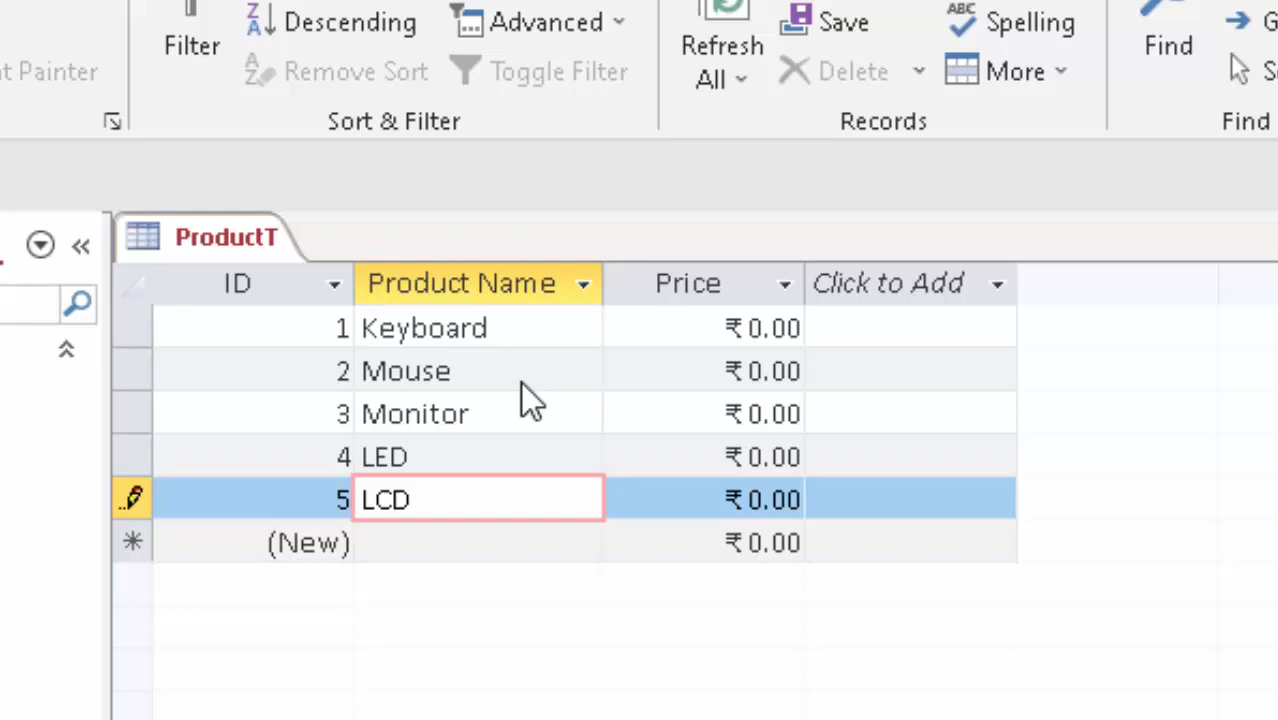 Filter
Descending
Advanced
Refresh
All
Save
Spelling
Find
G
t Painter
Remove Sort
Toggle Filter
Delete
More
Se
Sort & Filter
Records
Find
ProductT
ID Product Name Price Click to Add
1 Keyboard ₹ 0.00
2 Mouse ₹ 0.00
3 Monitor ₹ 0.00
4 LED ₹ 0.00
5 LCD ₹ 0.00
(New) ₹ 0.00